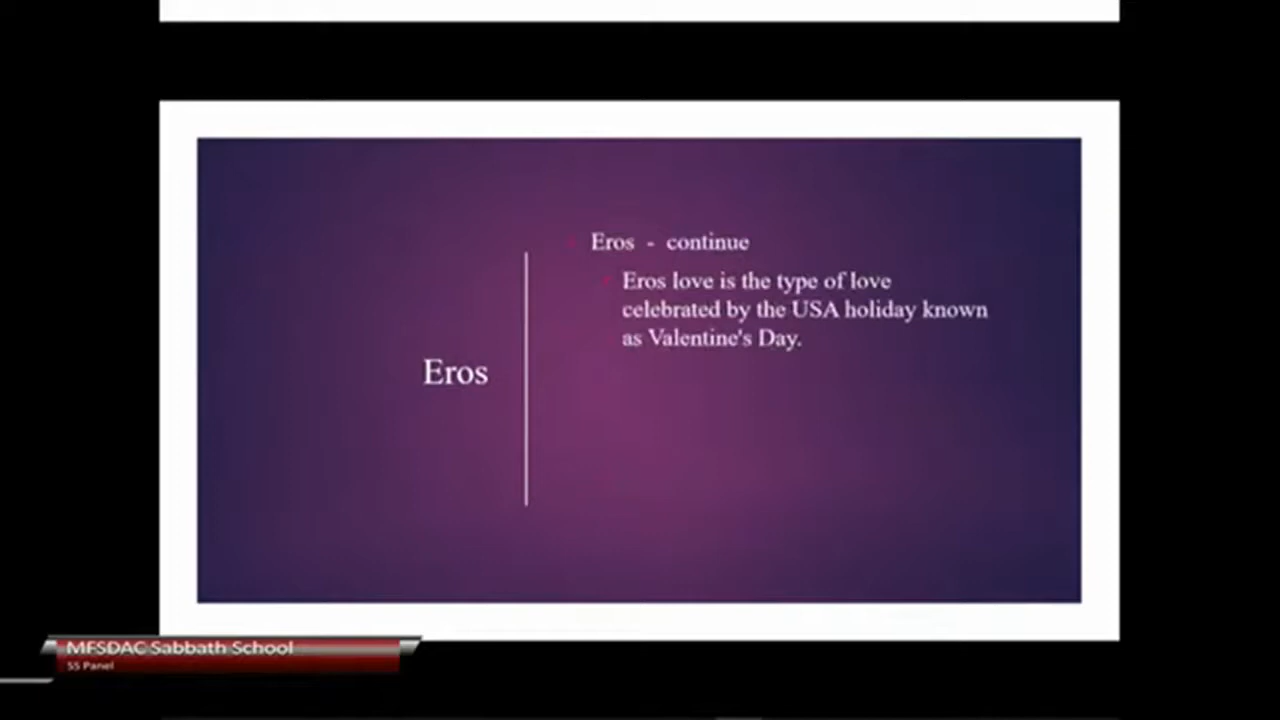 Eros - continue
Eros love is the type of love
celebrated by the USA holiday known
as Valentine's Day.
Eros
MFSDAC Sabbath School
SS Panel